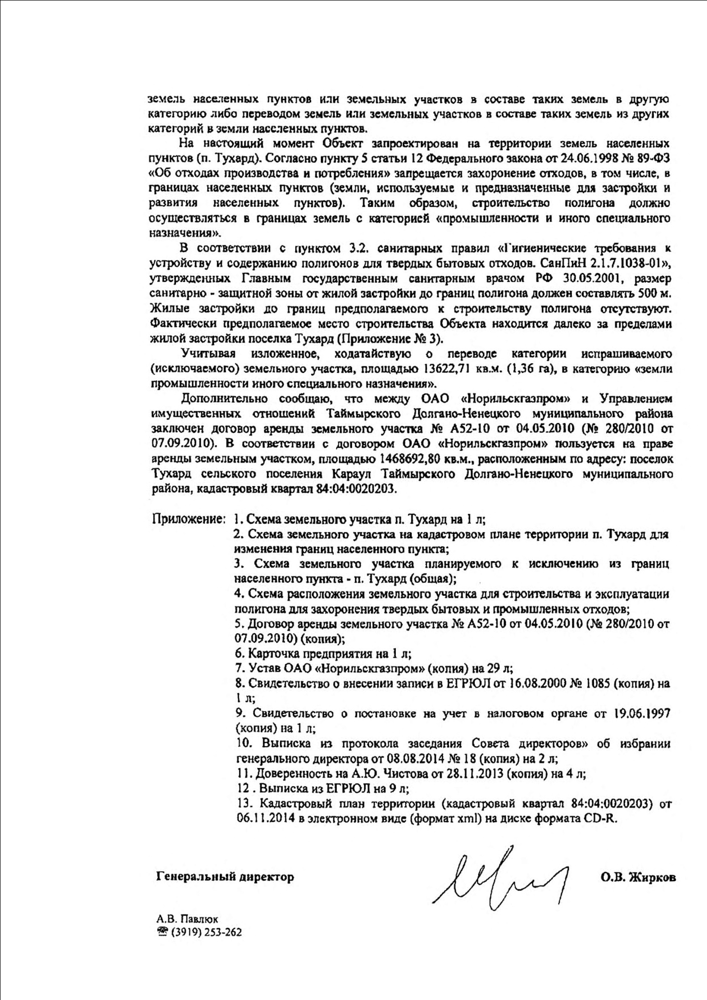 земель населенных пунктов или земельных участков в составе таких земель в другую
категорию либо переводом земель или земельных участков в составе таких земель из других
категорий в земли населенных пунктов.
На настоящий момент Объект запроектирован на территории земель населенных
пунктов (п. Тухард). Согласно пункту 5 статьи 12 Федерального закона от 24.06.1998 № 89-ФЗ
«Об отходах производства и потребления» запрещается захоронение отходов, в том числе, в
границах населенных пунктов (земли, используемые и предназначенные для застройки и
развития населенных пунктов). Таким образом, строительство полигона должно
осуществляться в границах земель с категорией «промышленности и иного специального
назначения».
В соответствии с пунктом 3.2. санитарных правил «Гигиенические требования к
устройству и содержанию полигонов для твердых бытовых отходов. СанПиН 2.1.7.1038-01»,
утвержденных Главным государственным санитарным врачом РФ 30.05.2001, размер
санитарно - защитной зоны от жилой застройки до границ полигона должен составлять 500 м.
Жилые застройки до границ предполагаемого к строительству полигона отсутствуют.
Фактически предполагаемое место строительства Объекта находится далеко за пределами
жилой застройки поселка Тухард (Приложение № 3).
Учитывая изложенное, ходатайствую о переводе категории испрашиваемого
(исключаемого) земельного участка, площадью 13622,71 кв.м. (1,36 га), в категорию «земли
промышленности иного специального назначения».
Дополнительно сообщаю, что между ОАО «Норильскгазпром» и Управлением
имущественных отношений Таймырского Долгано-Ненецкого муниципального района
заключен договор аренды земельного участка № А52-10 от 04.05.2010 (№ 280/2010 от
07.09.2010). В соответствии с договором ОАО «Норильскгазпром» пользуется на праве
аренды земельным участком, площадью 1468692,80 кв.м., расположенным по адресу: поселок
Тухард сельского поселения Караул Таймырского Долгано-Ненецкого муниципального
района, кадастровый квартал 84:04:0020203.
Приложение: 1. Схема земельного участка п. Тухард на 1 л;
2. Схема земельного участка на кадастровом плане территории п. Тухард для
изменения границ населенного пункта;
3. Схема земельного участка планируемого к исключению из границ
населенного пункта - п. Тухард (общая);
4. Схема расположения земельного участка для строительства и эксплуатации
полигона для захоронения твердых бытовых и промышленных отходов;
5. Договор аренды земельного участка № А52-10 от 04.05.2010 (№ 280/2010 от
07.09.2010) (копия);
6. Карточка предприятия на 1 л;
7. Устав ОАО «Норильскгазпром» (копия) на 29 л;
8. Свидетельство о внесении записи в ЕГРЮЛ от 16.08.2000 № 1085 (копия) на
1 л;
9. Свидетельство о постановке на учет в налоговом органе от 19.06.1997
(копия) на 1 л;
10. Выписка из протокола заседания Совета директоров» об избрании
генерального директора от 08.08.2014 № 18 (копия) на 2 л;
11. Доверенность на А.Ю. Чистова от 28.11.2013 (копия) на 4 л;
12 . Выписка из ЕГРЮЛ на 9 л;
13. Кадастровый план территории (кадастровый квартал 84:04:0020203) от
06.11.2014 в электронном виде (формат xml) на диске формата CD-R.
Генеральный директор О.В. Жирков
А.В. Павлюк
☏ (3919) 253-262